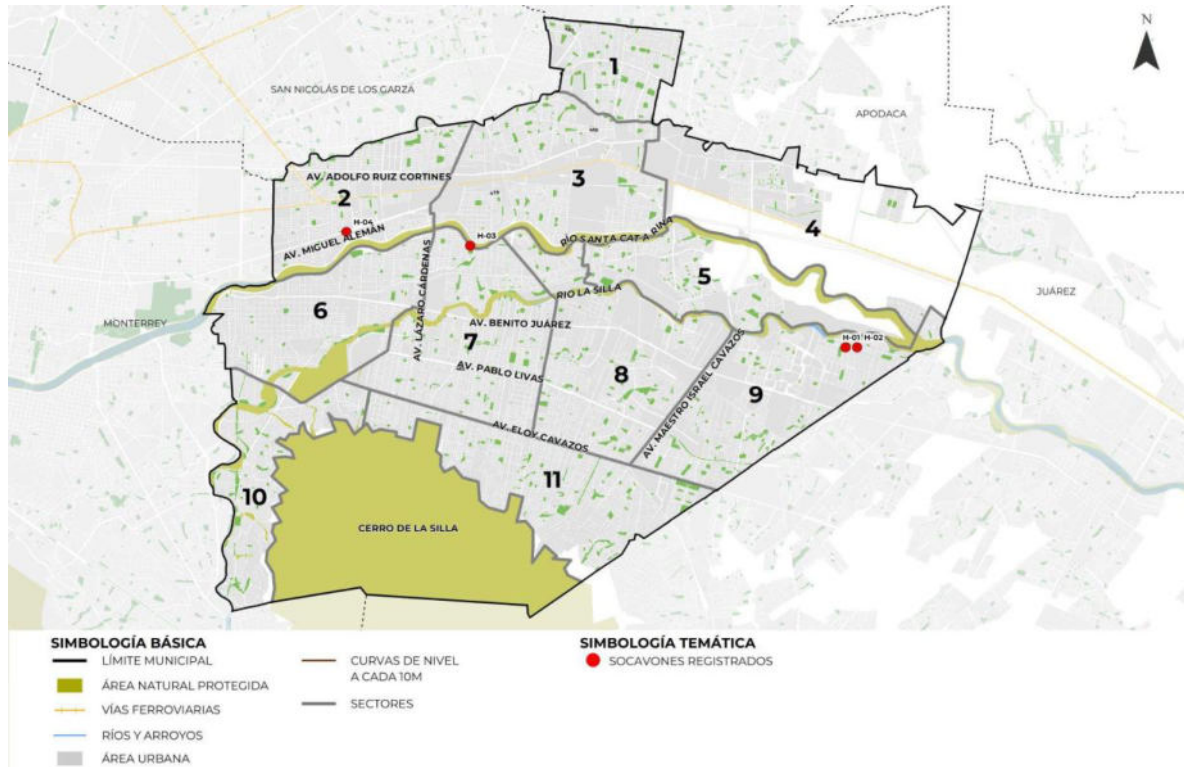 N
1
SAN NICÓLAS DE LOS GARZA
APODACA
AV. ADOLFO RUIZ CORTINES
3
2
H-04
AV. MIGUEL ALEMÁN
H-03
RÍO SANTA CATARINA
4
5
JUÁREZ
RIO LA SILLA
6
MONTERREY
AV. LÁZARO CÁRDENAS
AV. BENITO JUÁREZ
7
H-01
H-02
AV. PABLO LIVAS
8
AV. MAESTRO ISRAEL CAVAZOS
9
AV. ELOY CAVAZOS
10
11
CERRO DE LA SILLA
SIMBOLOGÍA BÁSICA
LÍMITE MUNICIPAL
ÁREA NATURAL PROTEGIDA
VÍAS FERROVIARIAS
RÍOS Y ARROYOS
ÁREA URBANA
CURVAS DE NIVEL
A CADA 10M
SECTORES
SIMBOLOGÍA TEMÁTICA
SOCAVONES REGISTRADOS